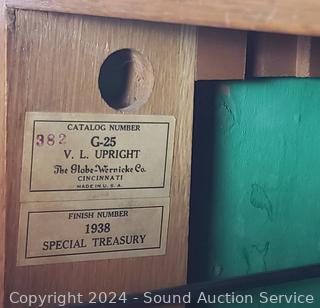 CATALOG NUMBER
382 G-25
V. L. UPRIGHT
The Globe-Wernicke Co.
CINCINNATI
MADE IN U. S. A.
FINISH NUMBER
1938
SPECIAL TREASURY
Copyright 2024 - Sound Auction Service